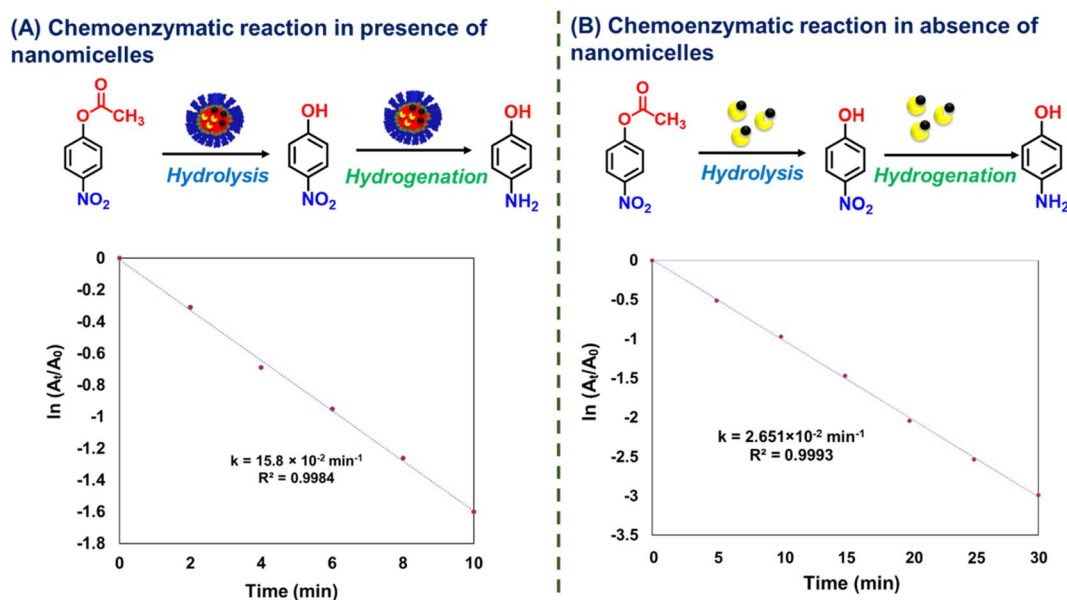 (A) Chemoenzymatic reaction in presence of
nanomicelles
O
O
CH₃
NO₂
Hydrolysis
OH
NO₂
Hydrogenation
OH
NH₂
0
-0.2
-0.4
-0.6
-0.8
-1
-1.2
-1.4
-1.6
-1.8
ln (Aₜ/A₀)
k = 15.8 × 10⁻² min⁻¹
R² = 0.9984
0 2 4 6 8 10
Time (min)
(B) Chemoenzymatic reaction in absence of
nanomicelles
O
O
CH₃
NO₂
Hydrolysis
OH
NO₂
Hydrogenation
OH
NH₂
0
-0.5
-1
-1.5
-2
-2.5
-3
-3.5
ln (Aₜ/A₀)
k = 2.651×10⁻² min⁻¹
R² = 0.9993
0 5 10 15 20 25 30
Time (min)